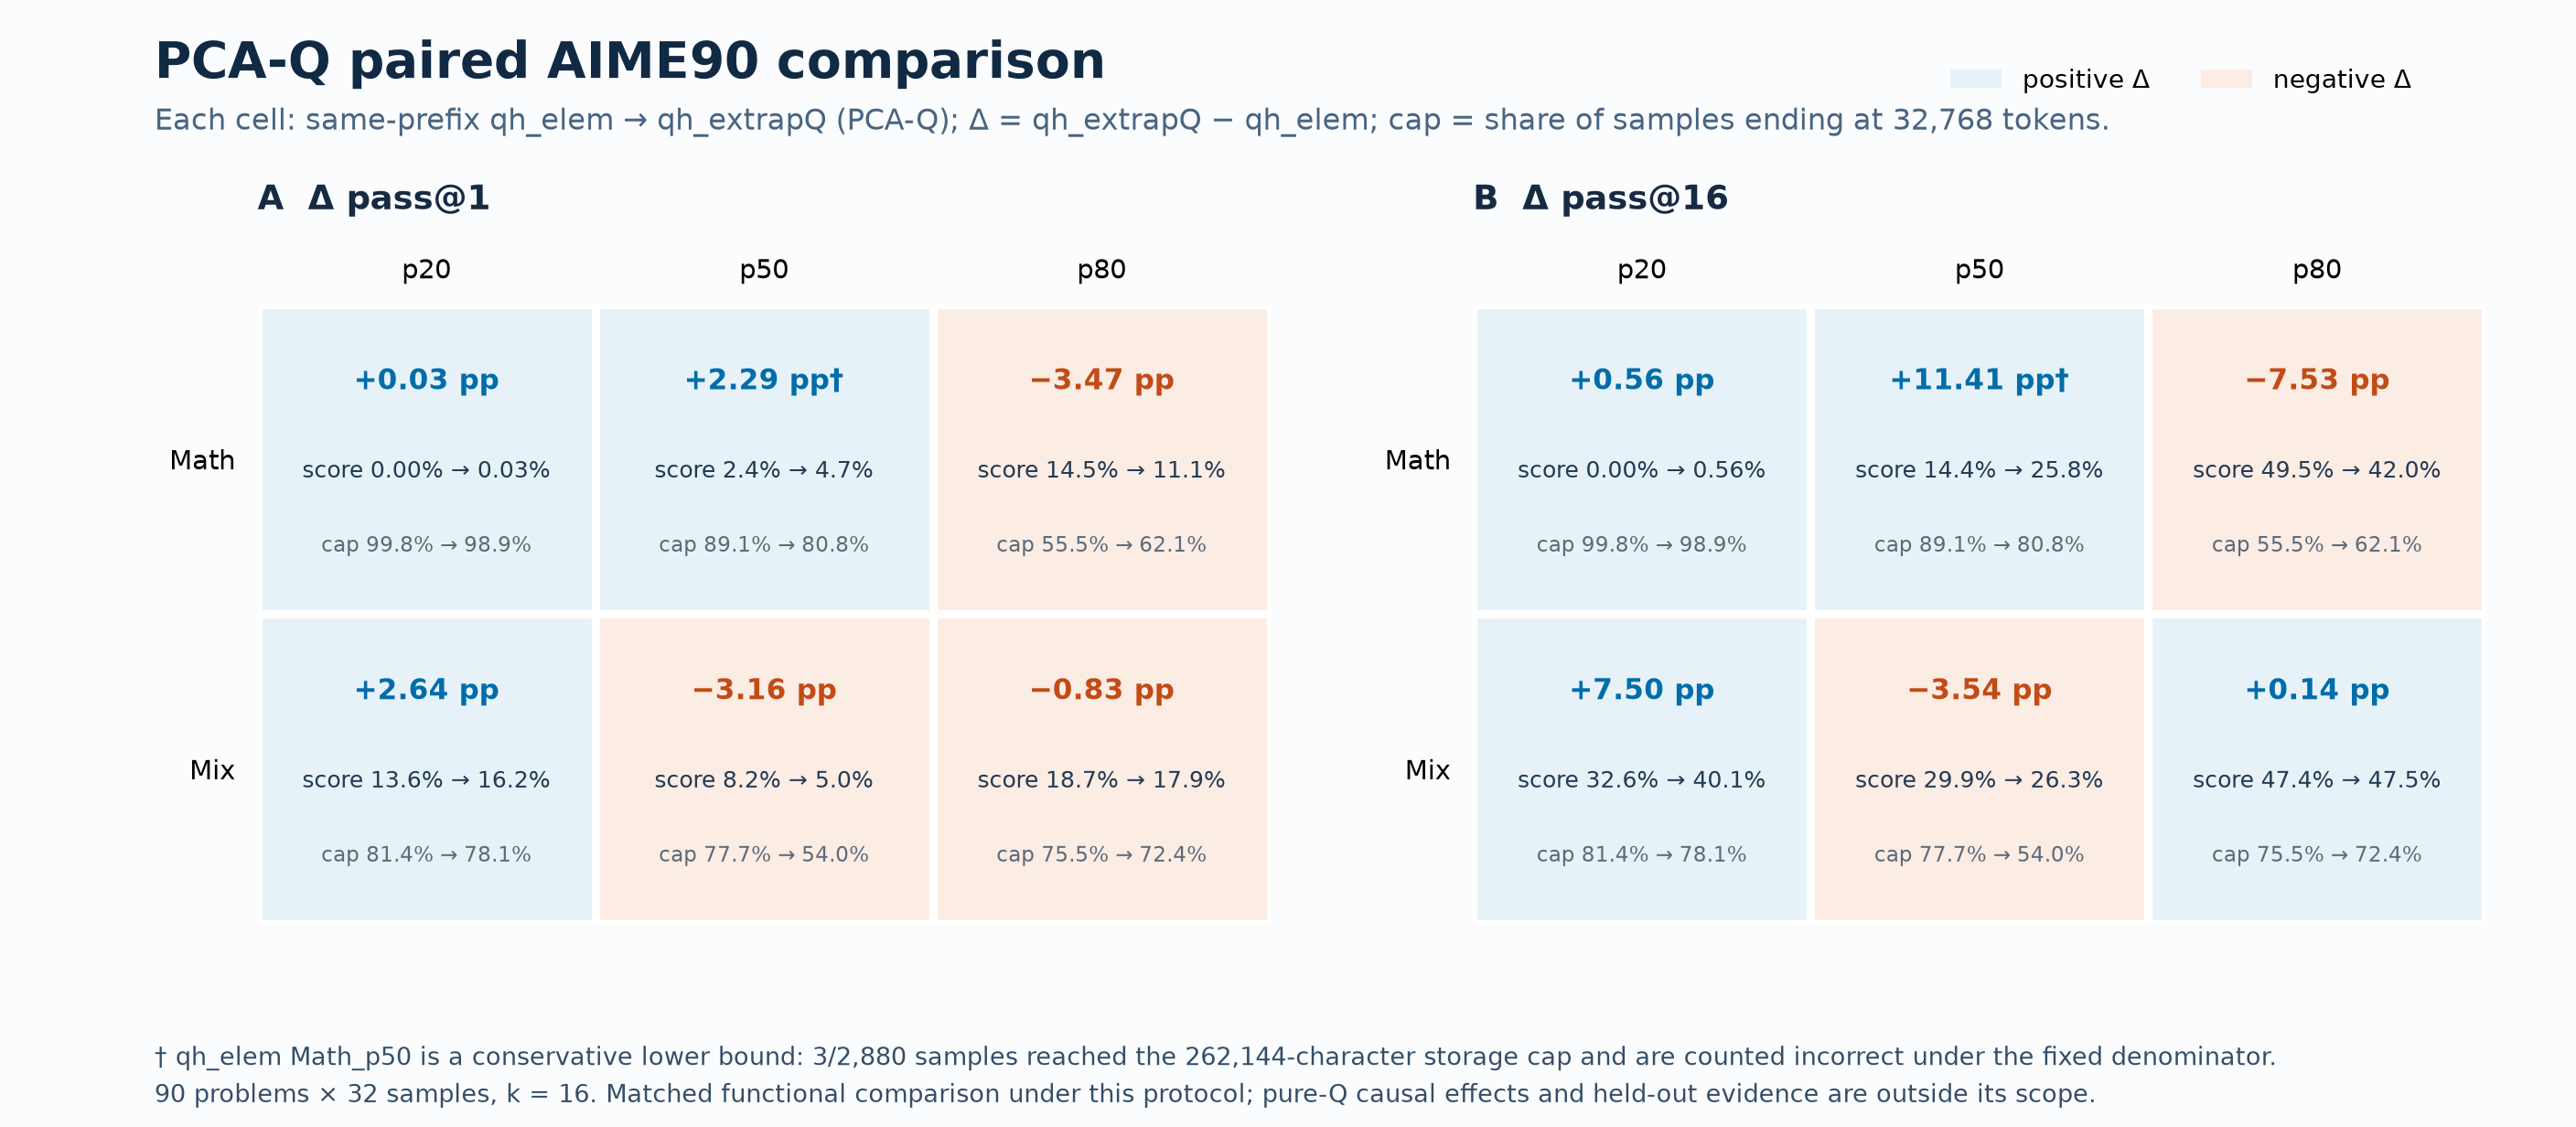 PCA-Q paired AIME90 comparison
positive Δ negative Δ
Each cell: same-prefix qh_elem → qh_extrapQ (PCA-Q); Δ = qh_extrapQ − qh_elem; cap = share of samples ending at 32,768 tokens.
A Δ pass@1
p20 p50 p80
Math
+0.03 pp +2.29 pp† −3.47 pp
score 0.00% → 0.03% score 2.4% → 4.7% score 14.5% → 11.1%
cap 99.8% → 98.9% cap 89.1% → 80.8% cap 55.5% → 62.1%
Mix
+2.64 pp −3.16 pp −0.83 pp
score 13.6% → 16.2% score 8.2% → 5.0% score 18.7% → 17.9%
cap 81.4% → 78.1% cap 77.7% → 54.0% cap 75.5% → 72.4%
B Δ pass@16
p20 p50 p80
Math
+0.56 pp +11.41 pp† −7.53 pp
score 0.00% → 0.56% score 14.4% → 25.8% score 49.5% → 42.0%
cap 99.8% → 98.9% cap 89.1% → 80.8% cap 55.5% → 62.1%
Mix
+7.50 pp −3.54 pp +0.14 pp
score 32.6% → 40.1% score 29.9% → 26.3% score 47.4% → 47.5%
cap 81.4% → 78.1% cap 77.7% → 54.0% cap 75.5% → 72.4%
† qh_elem Math_p50 is a conservative lower bound: 3/2,880 samples reached the 262,144-character storage cap and are counted incorrect under the fixed denominator.
90 problems × 32 samples, k = 16. Matched functional comparison under this protocol; pure-Q causal effects and held-out evidence are outside its scope.